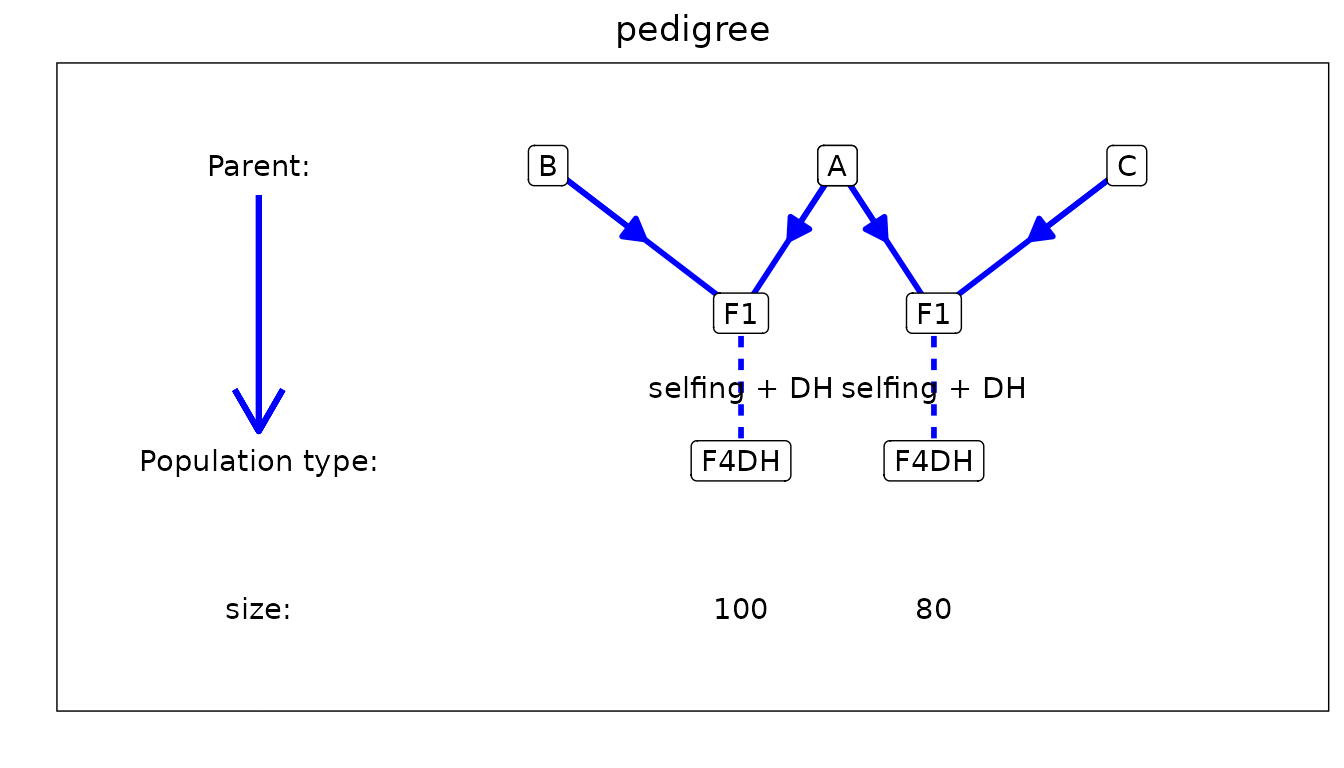 pedigree
Parent: B A C
F1 F1
selfing + DH selfing + DH
Population type: F4DH F4DH
size: 100 80